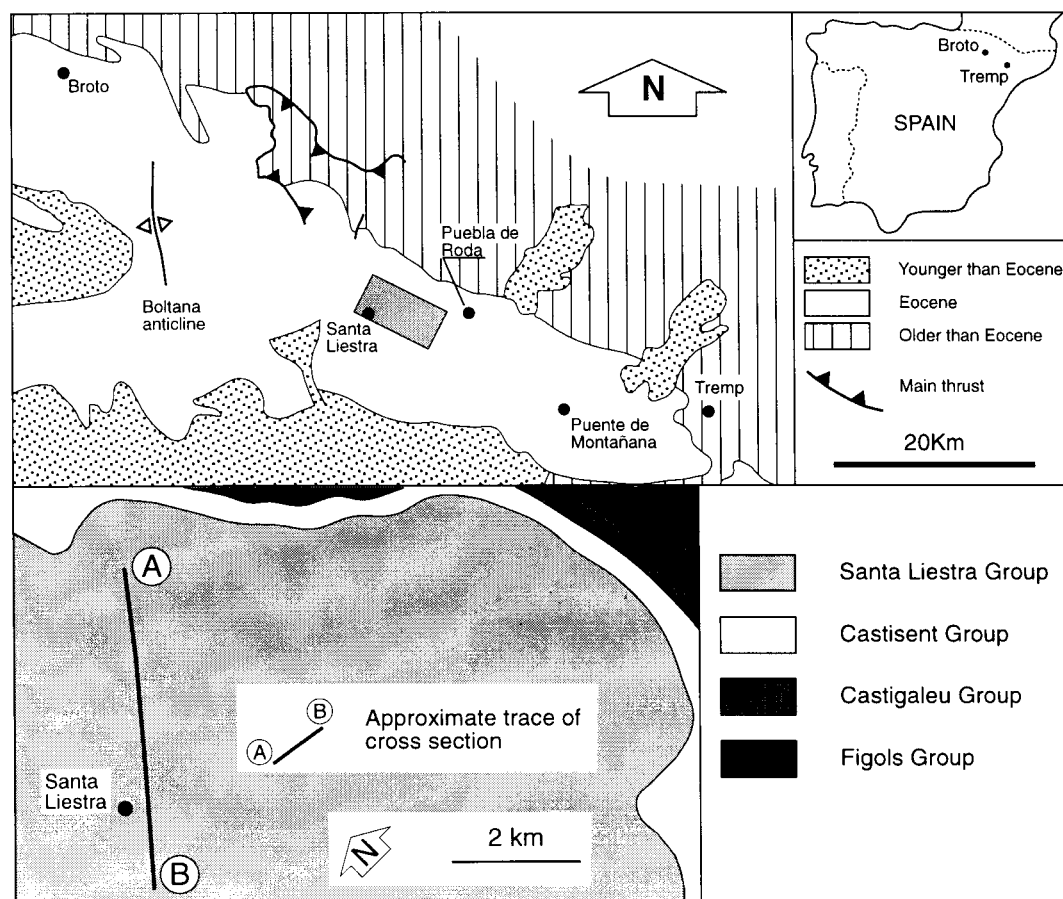 Broto
N
Puebla de
Roda
Boltana
anticline
Santa
Liestra
Tremp
Puente de
Montañana
Broto
Tremp
SPAIN
Younger than Eocene
Eocene
Older than Eocene
Main thrust
20Km
A
B
Approximate trace of
cross section
A
B
Santa
Liestra
N
2 km
Santa Liestra Group
Castisent Group
Castigaleu Group
Figols Group